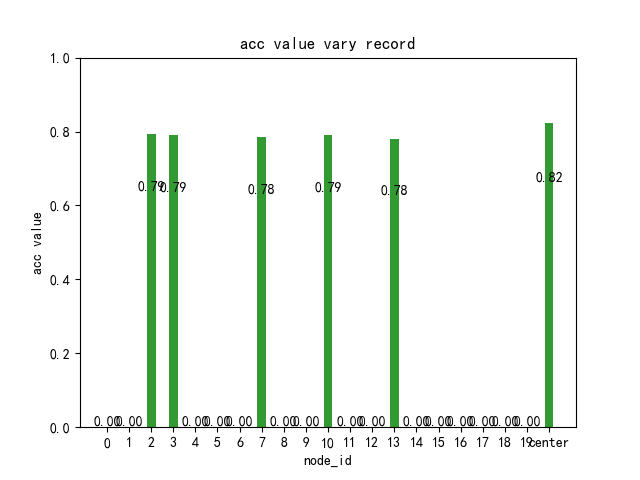 acc value vary record
1.0
0.8
0.6
0.4
0.2
0.0
acc value
0.00 0.00 0.79 0.79 0.00 0.00 0.00 0.78 0.00 0.00 0.79 0.00 0.00 0.78 0.00 0.00 0.00 0.00 0.00 0.00 0.82
0 1 2 3 4 5 6 7 8 9 10 11 12 13 14 15 16 17 18 19 center
node_id